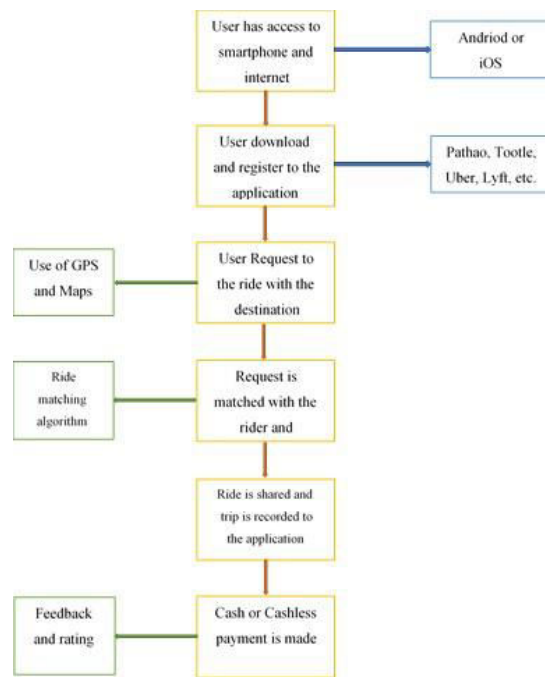 User has access to
smartphone and
internet
Andriod or
iOS
User download
and register to the
application
Pathao, Tootle,
Uber, Lyft, etc.
Use of GPS
and Maps
User Request to
the ride with the
destination
Ride
matching
algorithm
Request is
matched with the
rider and
Ride is shared and
trip is recorded to
the application
Feedback
and rating
Cash or Cashless
payment is made